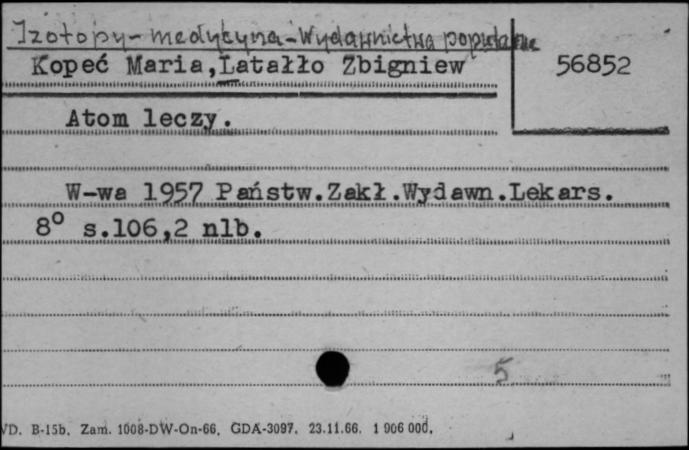 Izotopy - medycyna - Wydawnictwa popularne
Kopeć Maria, Latałło Zbigniew
56852
Atom leczy.
W-wa 1957 Państw.Zakł.Wydawn.Lekars.
8° s.106,2 nlb.
5
VD. B-15b. Zam. 1008-DW-On-66. GDA-3097. 23.11.66. 1 906 000.